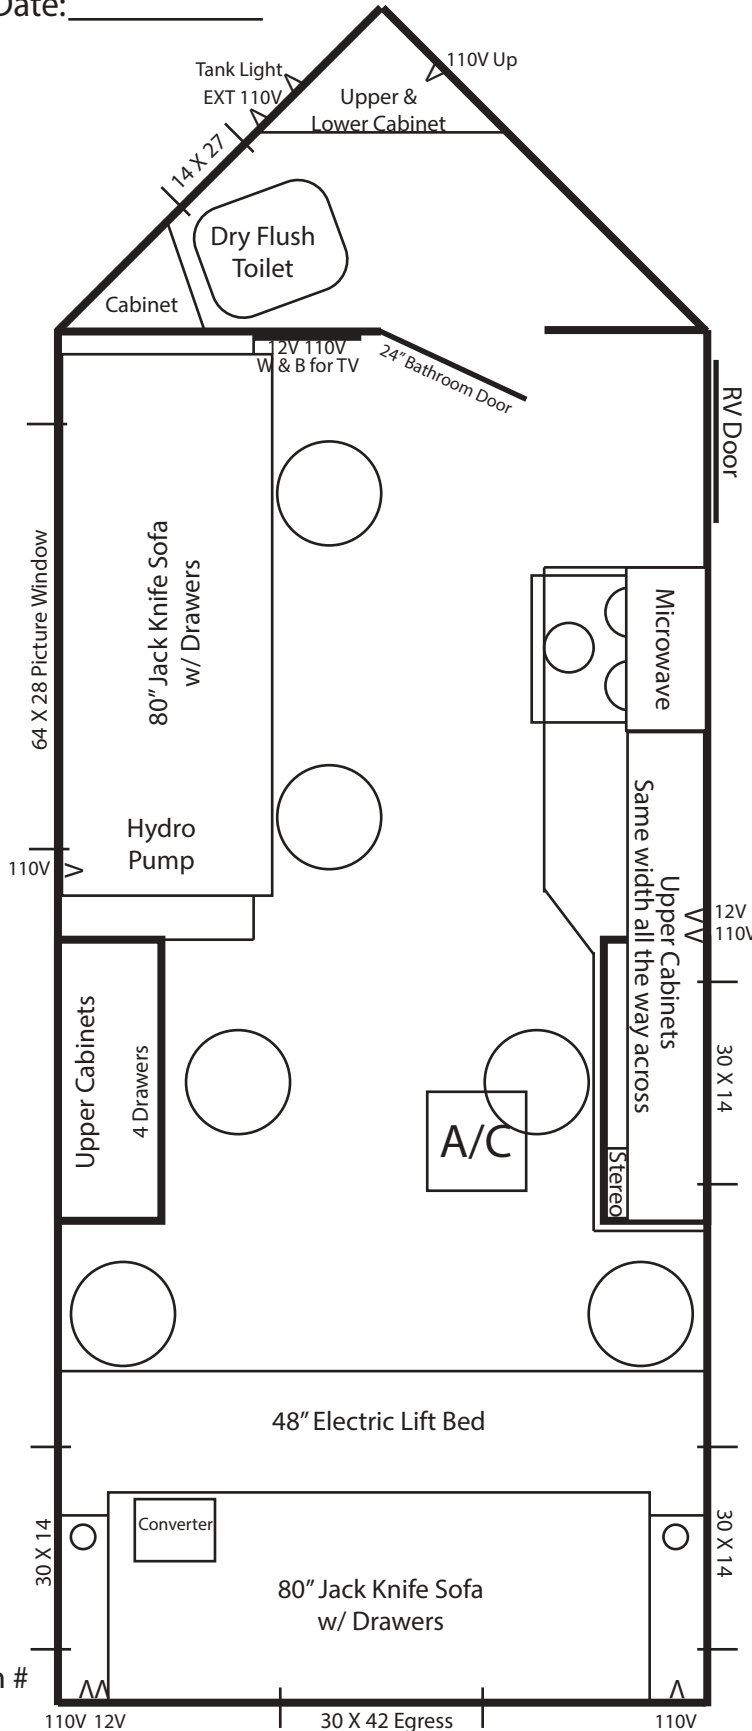 Date:
Tank Light
EXT 110V
110V Up
Upper &
Lower Cabinet
14 X 27
Dry Flush
Toilet
Cabinet
12V 110V
W & B for TV
24" Bathroom Door
RV Door
64 X 28 Picture Window
80" Jack Knife Sofa
w/ Drawers
Microwave
Hydro
Pump
110V
Upper Cabinets
Same width all the way across
12V
110V
Upper Cabinets
4 Drawers
30 X 14
A/C
Stereo
48" Electric Lift Bed
Converter
30 X 14
30 X 14
80" Jack Knife Sofa
w/ Drawers
#
110V 12V
30 X 42 Egress
110V